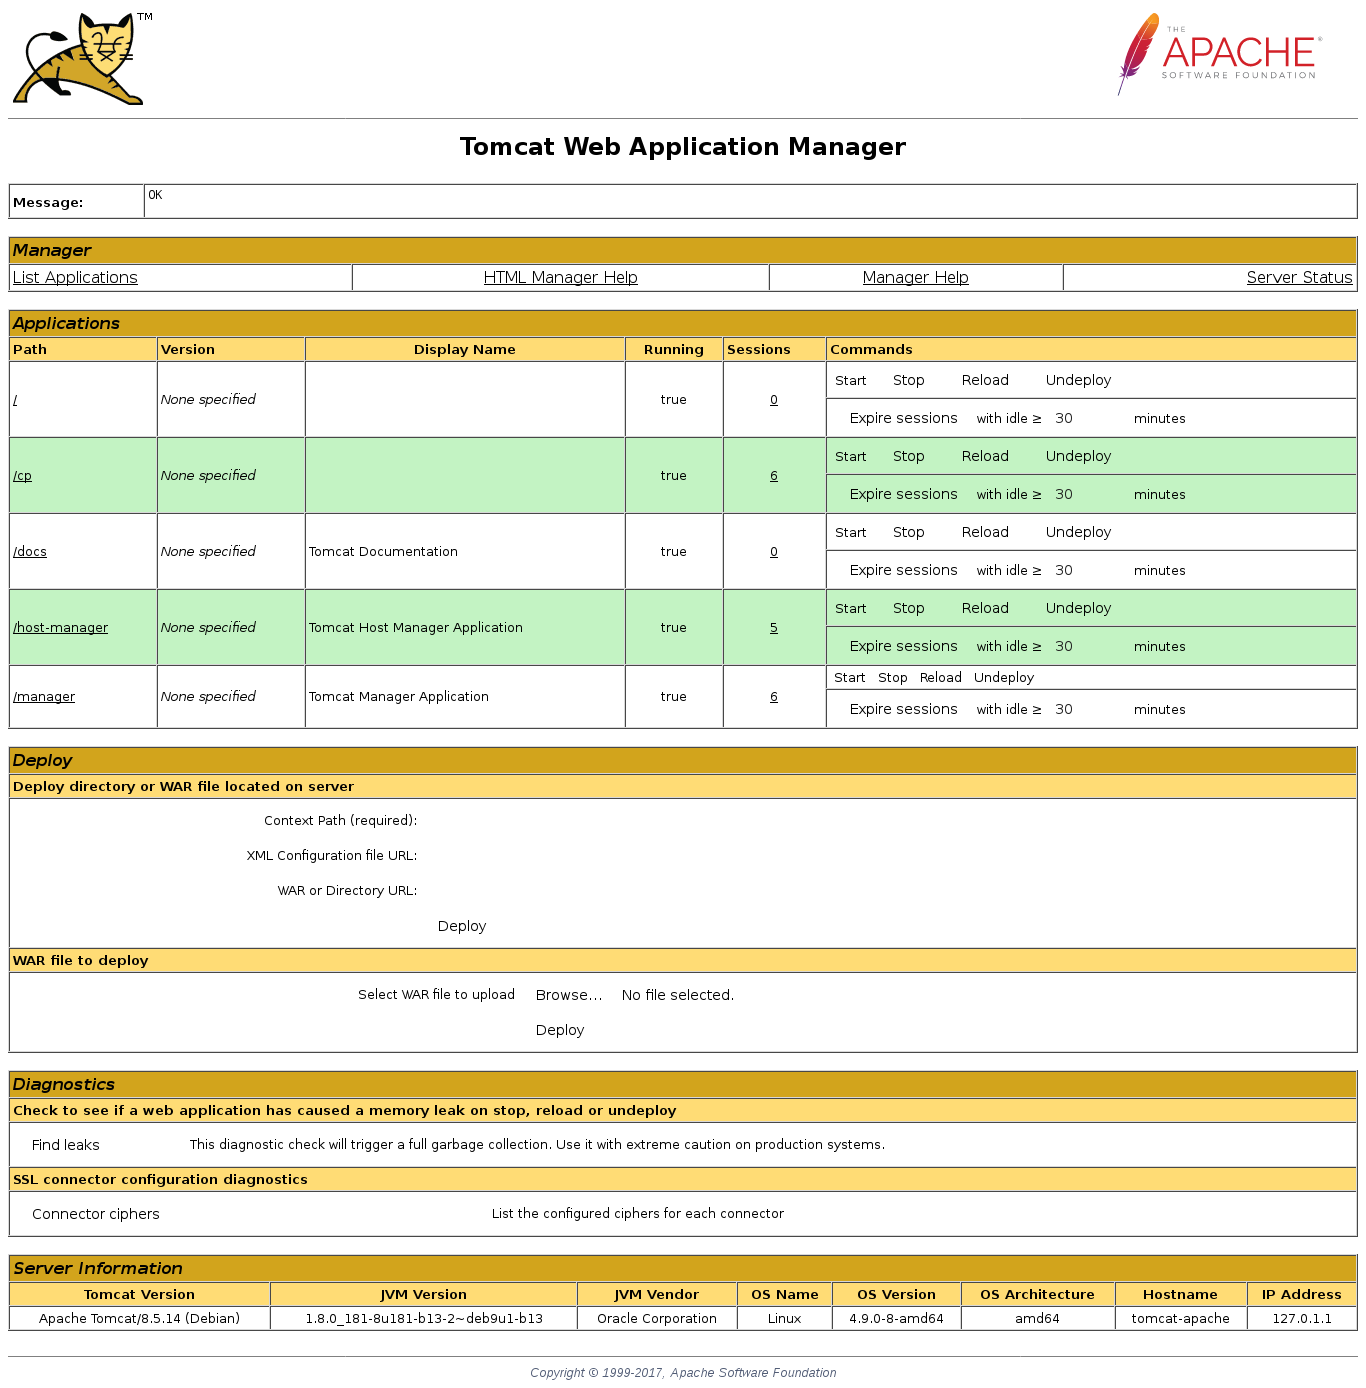 TM
THE
APACHE®
SOFTWARE FOUNDATION
Tomcat Web Application Manager
Message: OK
Manager
List Applications HTML Manager Help Manager Help Server Status
Applications
Path Version Display Name Running Sessions Commands
/ None specified true 0 Start Stop Reload Undeploy
Expire sessions with idle ≥ 30 minutes
/cp None specified true 6 Start Stop Reload Undeploy
Expire sessions with idle ≥ 30 minutes
/docs None specified Tomcat Documentation true 0 Start Stop Reload Undeploy
Expire sessions with idle ≥ 30 minutes
/host-manager None specified Tomcat Host Manager Application true 5 Start Stop Reload Undeploy
Expire sessions with idle ≥ 30 minutes
/manager None specified Tomcat Manager Application true 6 Start Stop Reload Undeploy
Expire sessions with idle ≥ 30 minutes
Deploy
Deploy directory or WAR file located on server
Context Path (required):
XML Configuration file URL:
WAR or Directory URL:
Deploy
WAR file to deploy
Select WAR file to upload Browse... No file selected.
Deploy
Diagnostics
Check to see if a web application has caused a memory leak on stop, reload or undeploy
Find leaks This diagnostic check will trigger a full garbage collection. Use it with extreme caution on production systems.
SSL connector configuration diagnostics
Connector ciphers List the configured ciphers for each connector
Server Information
Tomcat Version JVM Version JVM Vendor OS Name OS Version OS Architecture Hostname IP Address
Apache Tomcat/8.5.14 (Debian) 1.8.0_181-8u181-b13-2~deb9u1-b13 Oracle Corporation Linux 4.9.0-8-amd64 amd64 tomcat-apache 127.0.1.1
Copyright © 1999-2017, Apache Software Foundation